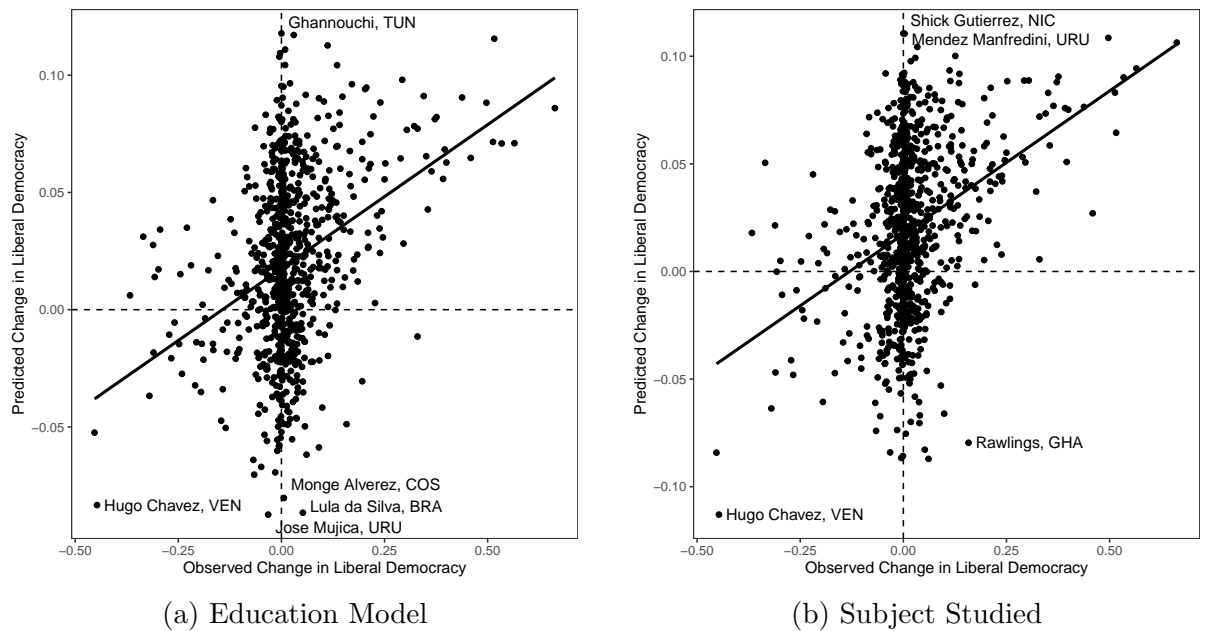 Ghannouchi, TUN
Monge Alverez, COS
Hugo Chavez, VEN
Lula da Silva, BRA
Jose Mujica, URU
0.10
0.05
0.00
−0.05
−0.50
−0.25
0.00
0.25
0.50
Predicted Change in Liberal Democracy
Observed Change in Liberal Democracy
(a) Education Model
Shick Gutierrez, NIC
Mendez Manfredini, URU
Rawlings, GHA
Hugo Chavez, VEN
0.10
0.05
0.00
−0.05
−0.10
−0.50
−0.25
0.00
0.25
0.50
Predicted Change in Liberal Democracy
Observed Change in Liberal Democracy
(b) Subject Studied